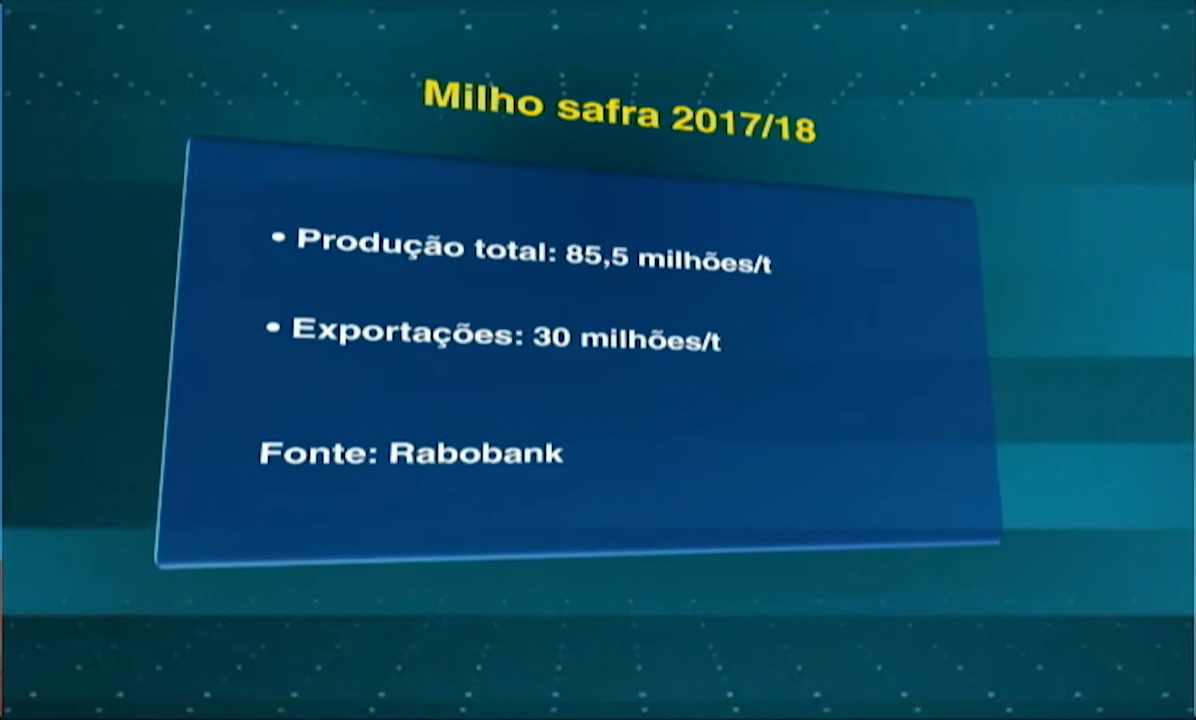 Milho safra 2017/18
• Produção total: 85,5 milhões/t
• Exportações: 30 milhões/t
Fonte: Rabobank